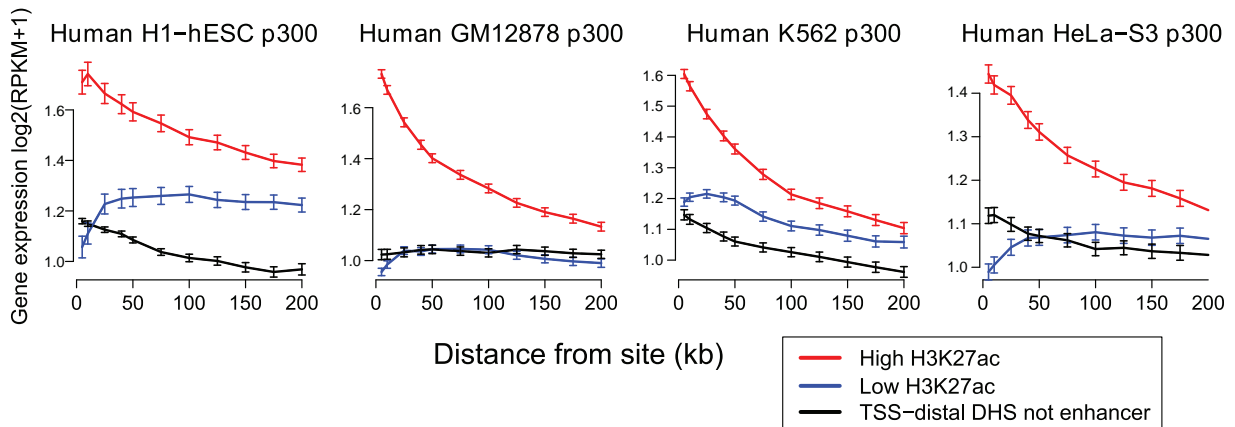 Human H1−hESC p300
Human GM12878 p300
Human K562 p300
Human HeLa−S3 p300
Gene expression log2(RPKM+1)
1.6
1.4
1.2
1.0
0 50 100 150 200
1.6
1.4
1.2
1.0
0 50 100 150 200
1.6
1.5
1.4
1.3
1.2
1.1
1.0
0 50 100 150 200
1.4
1.3
1.2
1.1
1.0
0 50 100 150 200
Distance from site (kb)
High H3K27ac
Low H3K27ac
TSS−distal DHS not enhancer